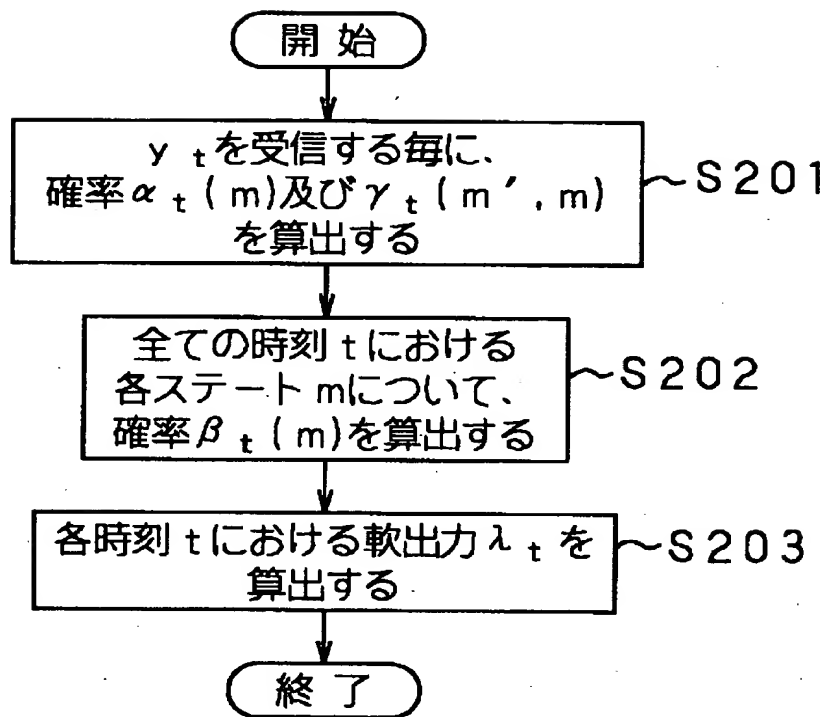 開始
y t を受信する毎に、
確率α t (m)及びγ t (m′,m)
を算出する
S201
全ての時刻tにおける
各ステートmについて、
確率β t (m)を算出する
S202
各時刻tにおける軟出力λ t を
算出する
S203
終了